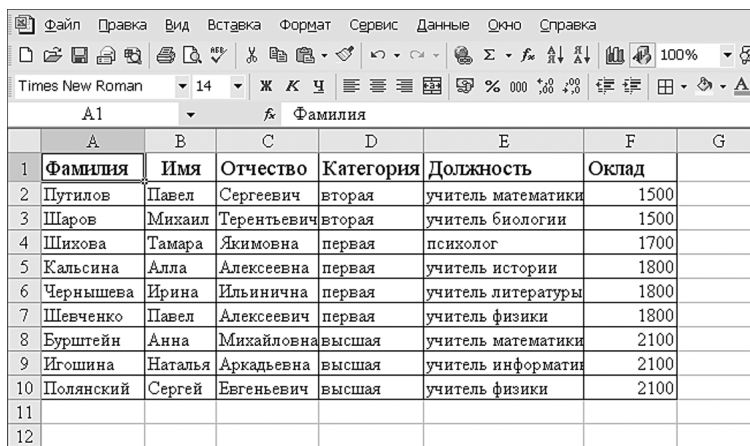 Файл Правка Вид Вставка Формат Сервис Данные Окно Справка
100%
Times New Roman 14 Ж К Ч % 000
A1 fx Фамилия
A B C D E F G
1 Фамилия Имя Отчество Категория Должность Оклад
2 Путилов Павел Сергеевич вторая учитель математики 1500
3 Шаров Михаил Терентьевич вторая учитель биологии 1500
4 Шихова Тамара Якимовна первая психолог 1700
5 Кальсина Алла Алексеевна первая учитель истории 1800
6 Чернышева Ирина Ильинична первая учитель литературы 1800
7 Шевченко Павел Алексеевич первая учитель физики 1800
8 Бурштейн Анна Михайловна высшая учитель математики 2100
9 Игошина Наталья Аркадьевна высшая учитель информати 2100
10 Полянский Сергей Евгеньевич высшая учитель физики 2100
11
12